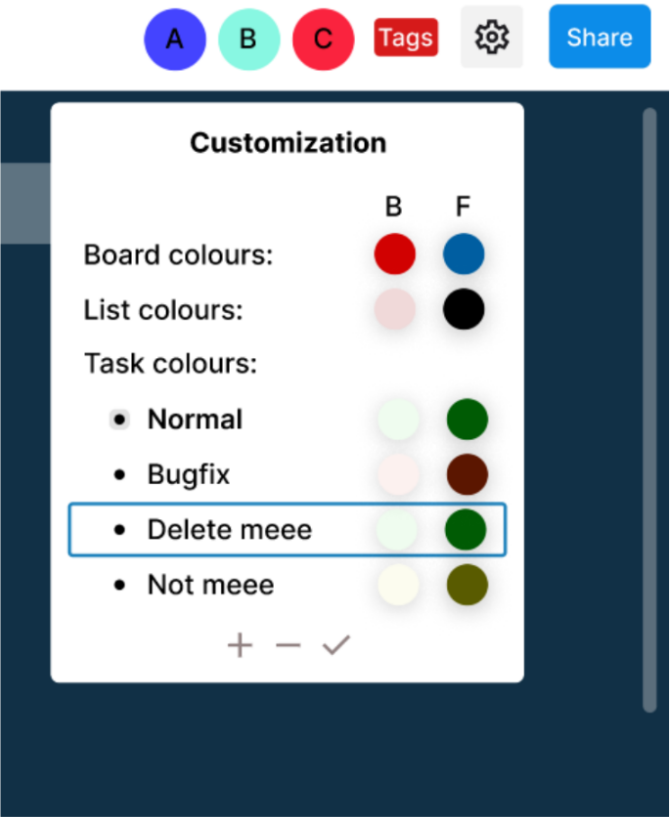 A B C Tags Share
Customization
B F
Board colours:
List colours:
Task colours:
Normal
Bugfix
Delete meee
Not meee